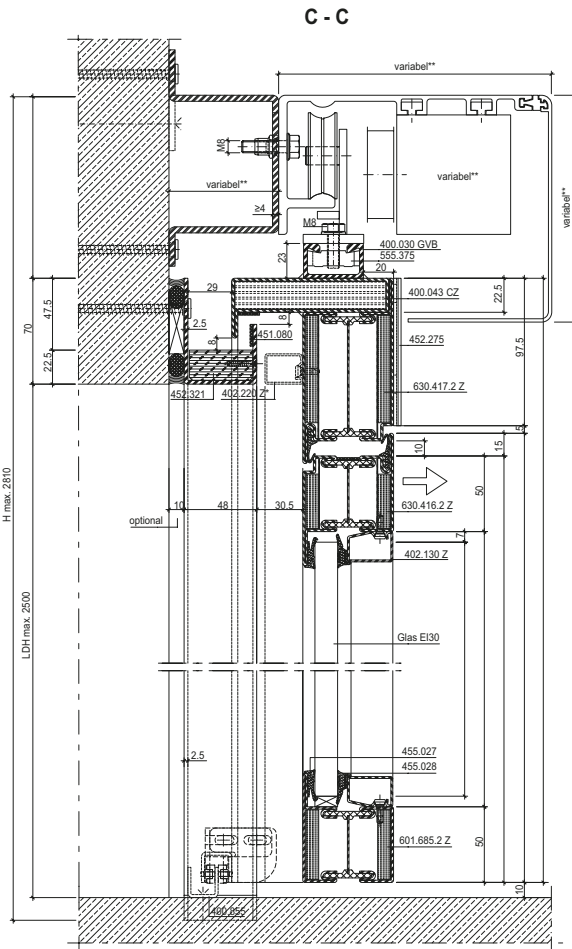 C - C
variabel**
M8
variabel**
variabel**
variabel**
≥4
M8
400.030 GVB
555.375
23
20
29
400.043 CZ
22.5
47.5
70
2.5
8
8
451.080
452.275
97.5
22.5
452.321
402.220 Z*
630.417.2 Z
5
10
15
10
48
30.5
optional
630.416.2 Z
50
7
402.130 Z
H max. 2810
LDH max. 2500
Glas EI30
2.5
455.027
455.028
601.685.2 Z
50
10